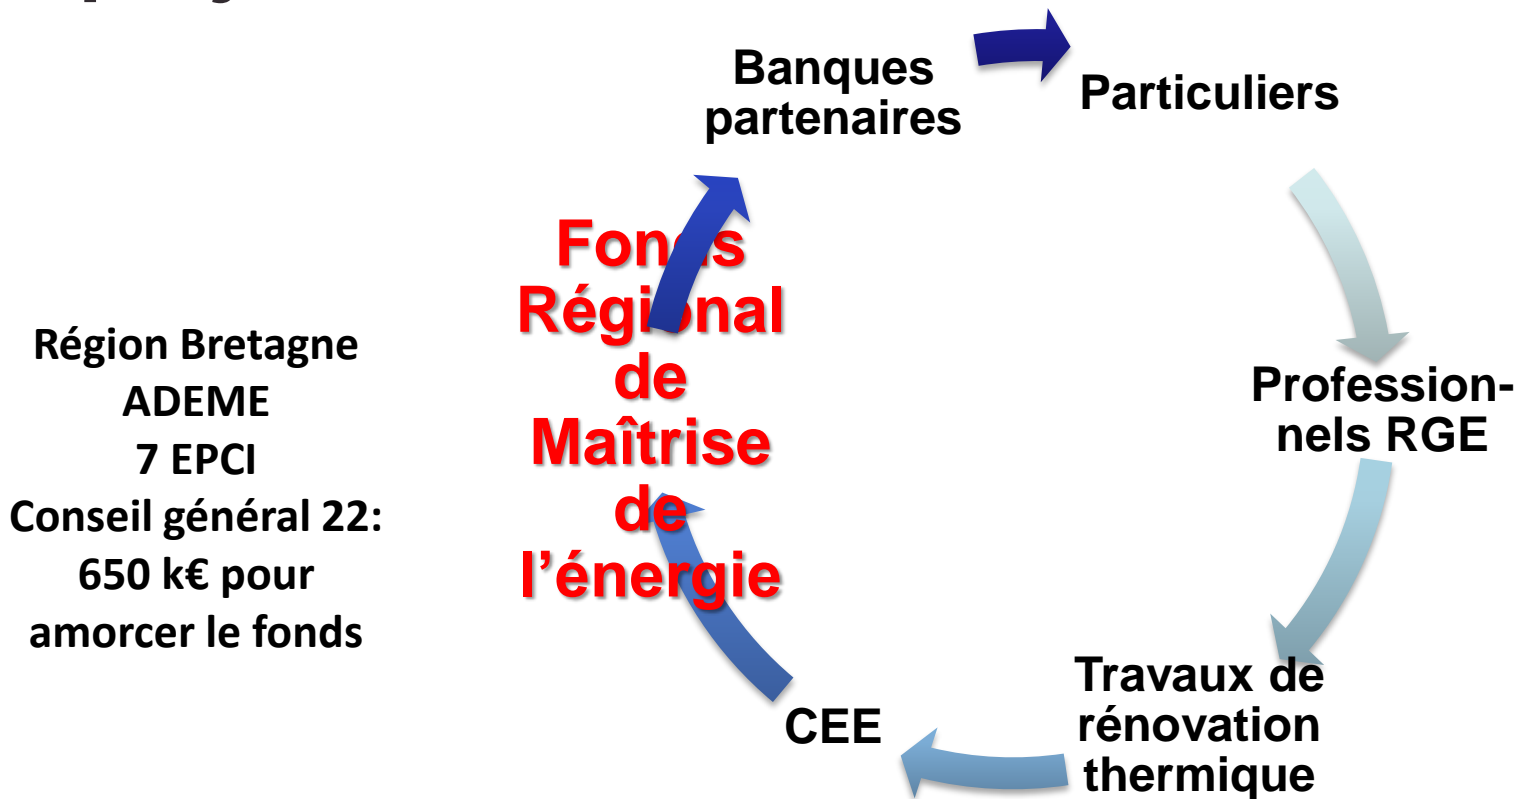 Banques
partenaires
Particuliers
Profession-
nels RGE
Travaux de
rénovation
thermique
CEE
Fonds
Régional
de
Maîtrise
de
l’énergie
Région Bretagne
ADEME
7 EPCI
Conseil général 22:
650 k€ pour
amorcer le fonds